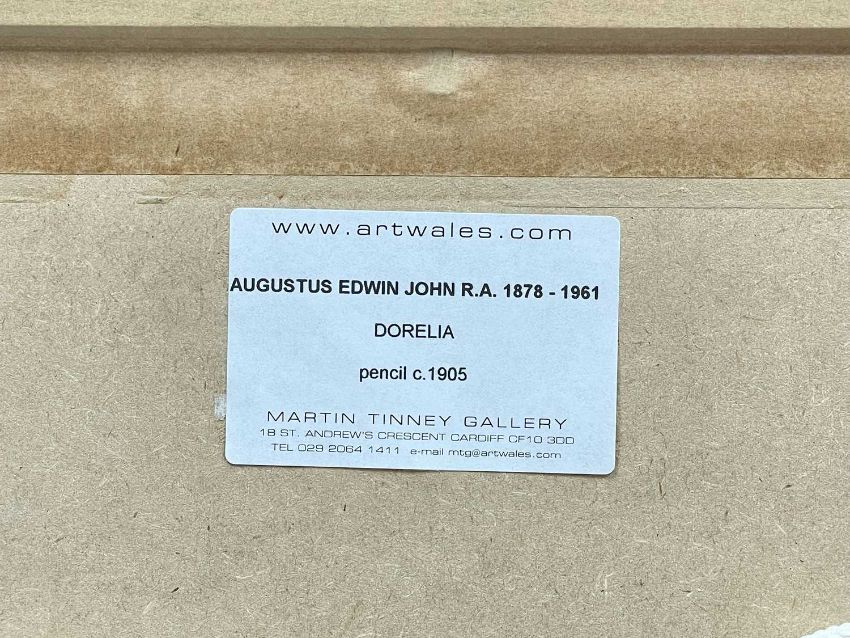 www.artwales.com
AUGUSTUS EDWIN JOHN R.A. 1878 - 1961
DORELIA
pencil c.1905
MARTIN TINNEY GALLERY
18 ST. ANDREW'S CRESCENT CARDIFF CF10 3DD
TEL 029 2064 1411 e-mail mtg@artwales.com